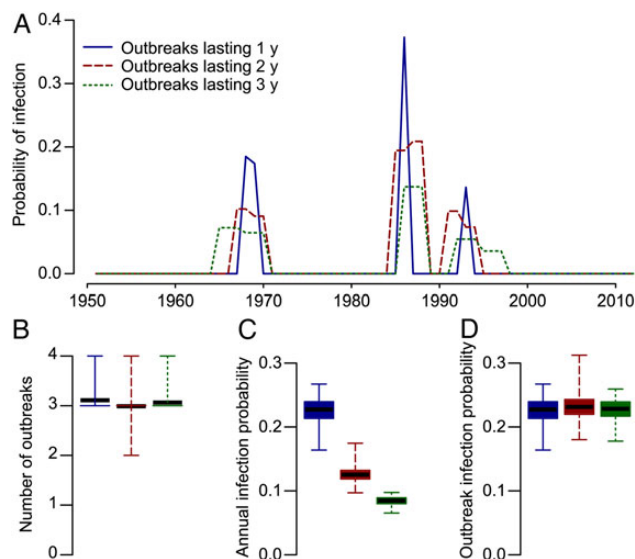 A
Probability of infection
0.4
0.3
0.2
0.1
0.0
Outbreaks lasting 1 y
Outbreaks lasting 2 y
Outbreaks lasting 3 y
1950 1960 1970 1980 1990 2000 2010
B
Number of outbreaks
4
3
2
1
0
C
Annual infection probability
0.3
0.2
0.1
0.0
D
Outbreak infection probability
0.3
0.2
0.1
0.0